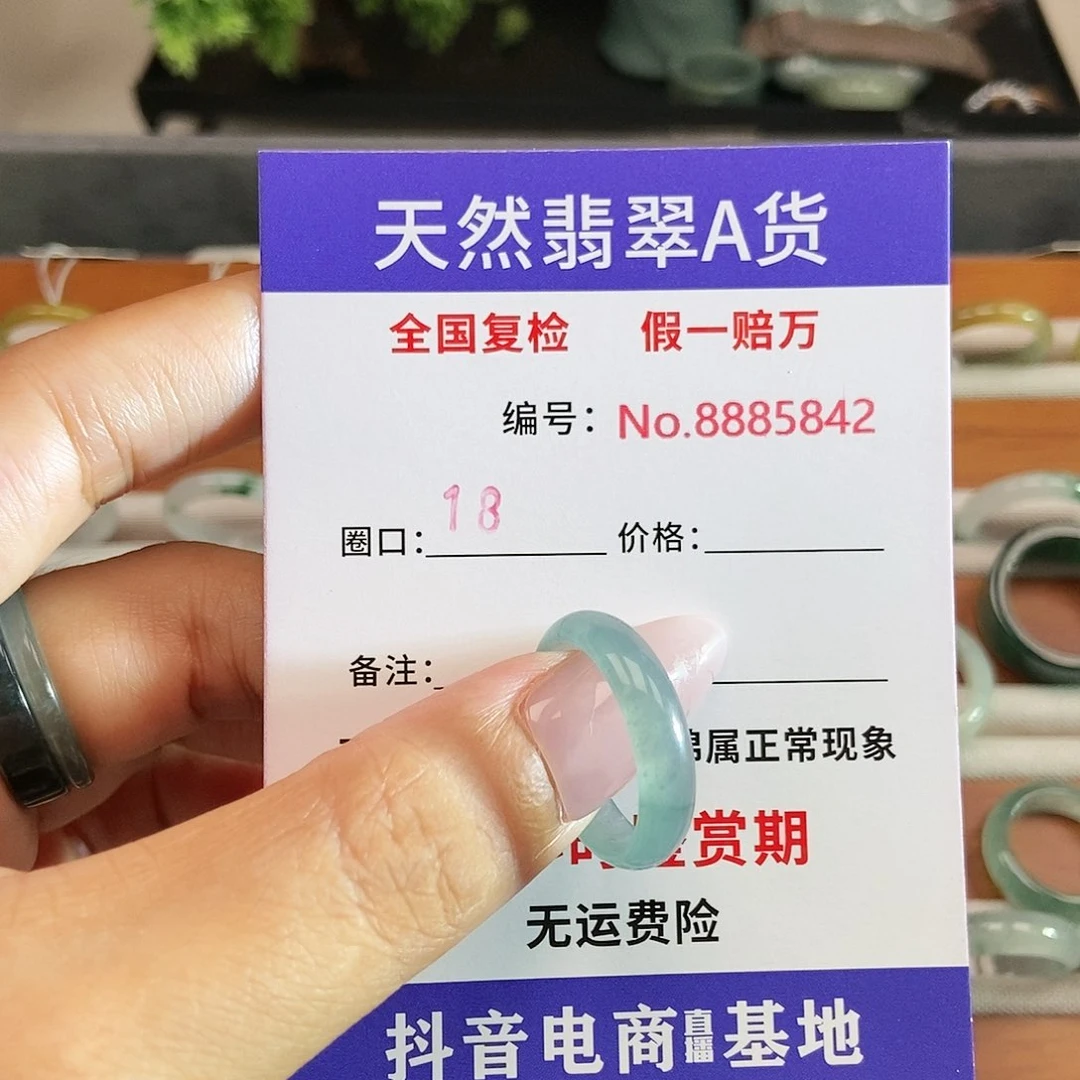 天然翡翠A货
全国复检 假一赔万
编号：No.8885842
圈口：18 价格：
备注：
属正常现象
赏期
无运费险
抖音电商直播基地